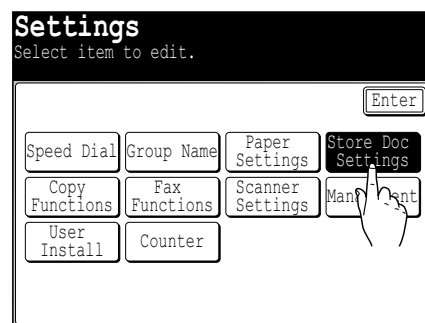 Settings
Select item to edit.
Enter
Speed Dial
Group Name
Paper
Settings
Store Doc
Settings
Copy
Functions
Fax
Functions
Scanner
Settings
User
Install
Counter